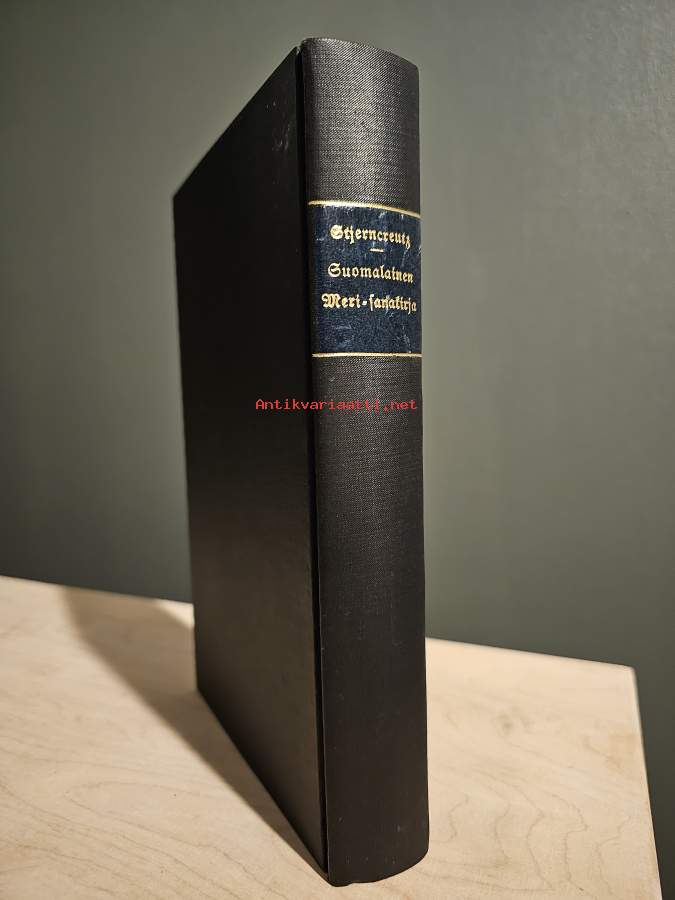 Stjerncreutz
Suomalainen
Meri-sanakirja
Antikvariaatti.net